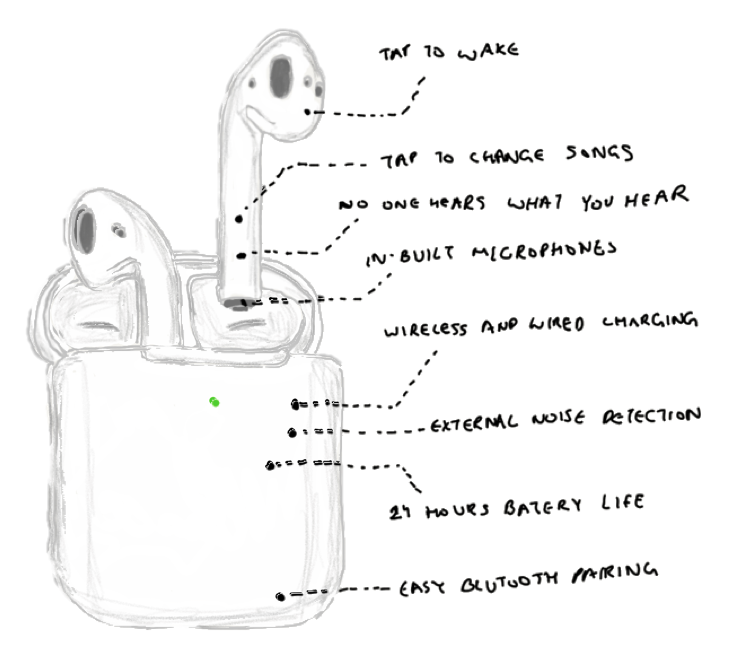 TAP TO WAKE
TAP TO CHANGE SONGS
NO ONE HEARS WHAT YOU HEAR
IN-BUILT MICROPHONES
WIRELESS AND WIRED CHARGING
EXTERNAL NOISE DETECTION
24 HOURS BATERY LIFE
EASY BLUTOOTH PAIRING